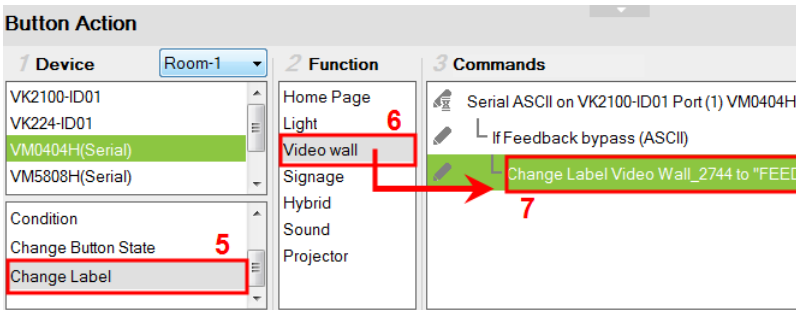 Button Action
1 Device Room-1
2 Function
3 Commands
VK2100-ID01
VK224-ID01
VM0404H(Serial)
VM5808H(Serial)
Condition
Change Button State
5
Change Label
Home Page
Light
6
Video wall
Signage
Hybrid
Sound
Projector
Serial ASCII on VK2100-ID01 Port (1) VM0404H
If Feedback bypass (ASCII)
Change Label Video Wall_2744 to "FEED
7